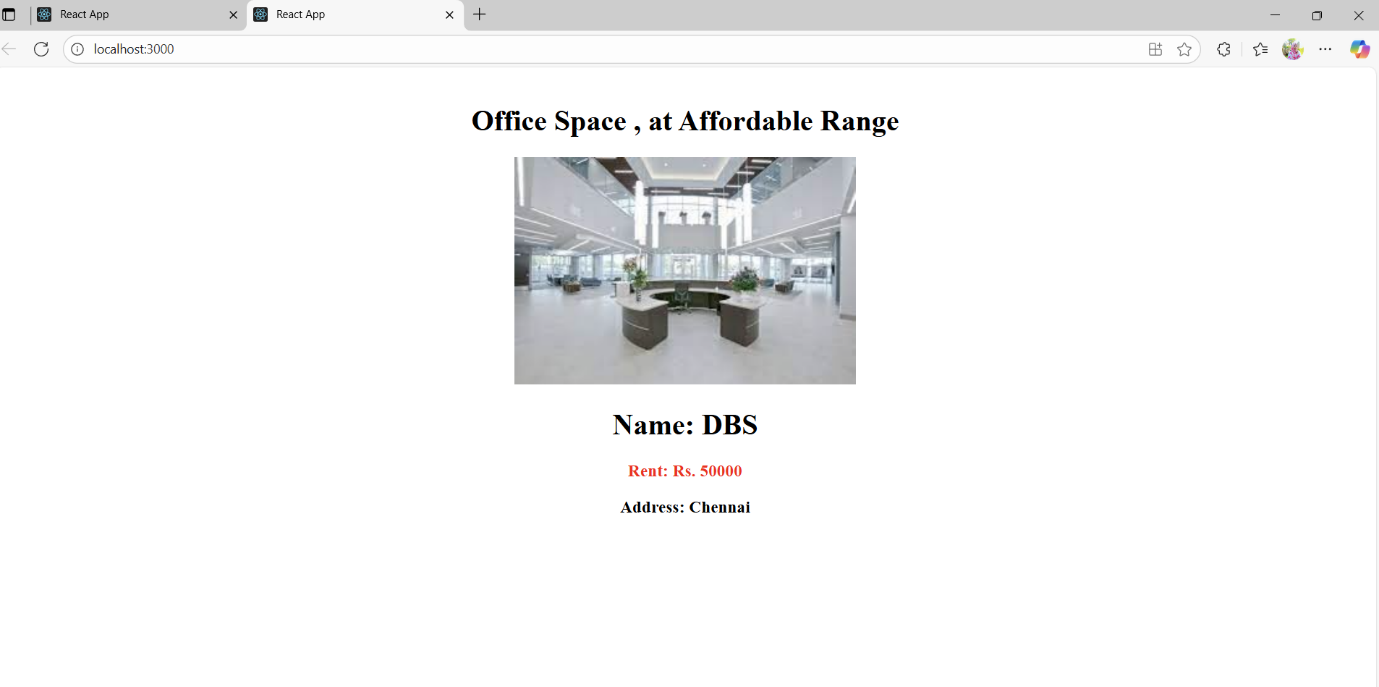 React App
React App
localhost:3000
Office Space , at Affordable Range
Name: DBS
Rent: Rs. 50000
Address: Chennai